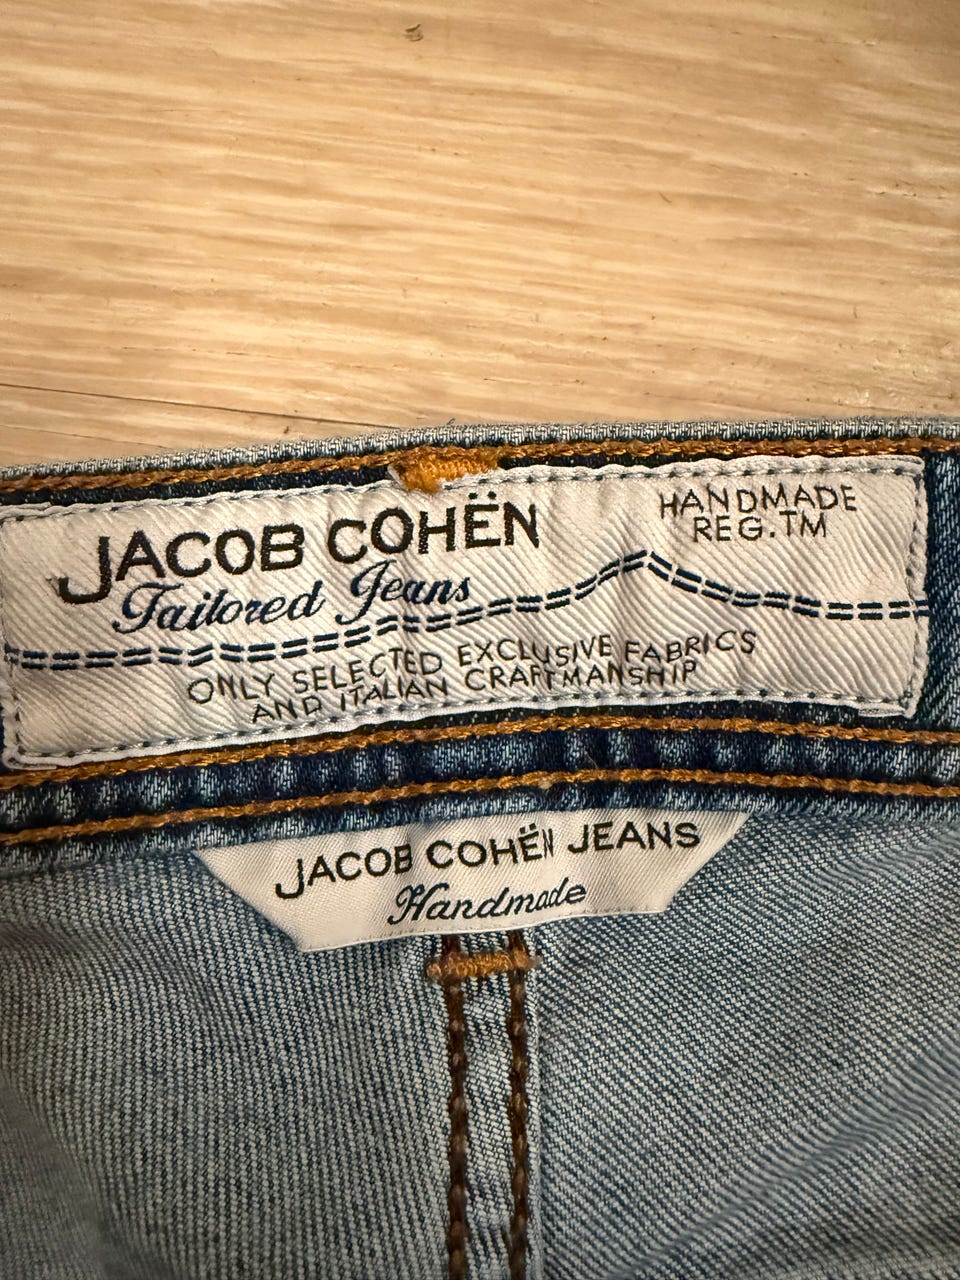 JACOB COHËN
Tailored Jeans
HANDMADE
REG.TM
ONLY SELECTED EXCLUSIVE FABRICS
AND ITALIAN CRAFTMANSHIP
JACOB COHËN JEANS
Handmade